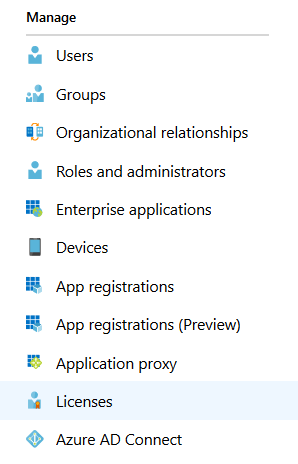 Manage
Users
Groups
Organizational relationships
Roles and administrators
Enterprise applications
Devices
App registrations
App registrations (Preview)
Application proxy
Licenses
Azure AD Connect